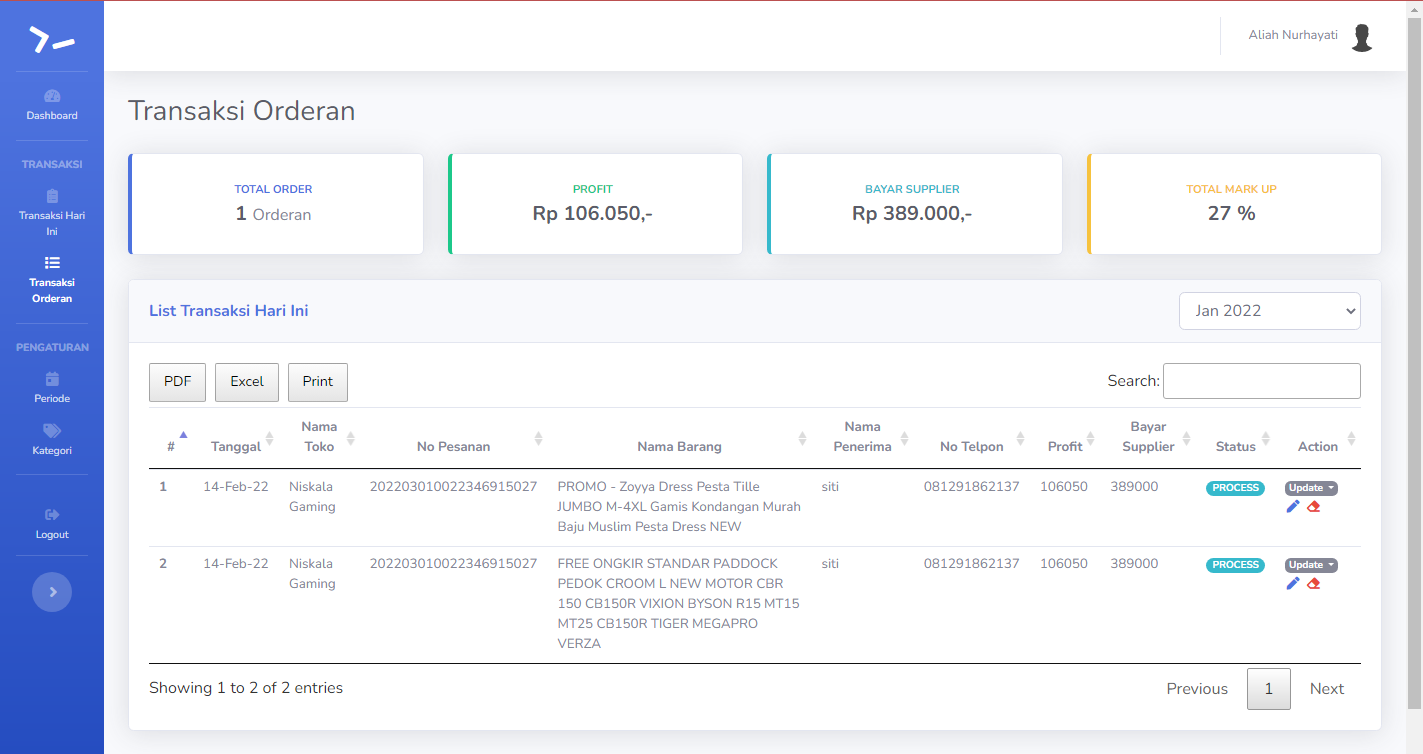 Aliah Nurhayati
Dashboard
TRANSAKSI
Transaksi Hari
Ini
Transaksi
Orderan
PENGATURAN
Periode
Kategori
Logout
Transaksi Orderan
TOTAL ORDER
1 Orderan
PROFIT
Rp 106.050,-
BAYAR SUPPLIER
Rp 389.000,-
TOTAL MARK UP
27 %
List Transaksi Hari Ini
Jan 2022
PDF Excel Print
Search:
# Tanggal Nama Toko No Pesanan Nama Barang Nama Penerima No Telpon Profit Bayar Supplier Status Action
1 14-Feb-22 Niskala 202203010022346915027 PROMO - Zoyya Dress Pesta Tille siti 081291862137 106050 389000 PROCESS Update
Gaming JUMBO M-4XL Gamis Kondangan Murah
Baju Muslim Pesta Dress NEW
2 14-Feb-22 Niskala 202203010022346915027 FREE ONGKIR STANDAR PADDOCK siti 081291862137 106050 389000 PROCESS Update
Gaming PEDOK CROOM L NEW MOTOR CBR
150 CB150R VIXION BYSON R15 MT15
MT25 CB150R TIGER MEGAPRO
VERZA
Showing 1 to 2 of 2 entries
Previous 1 Next